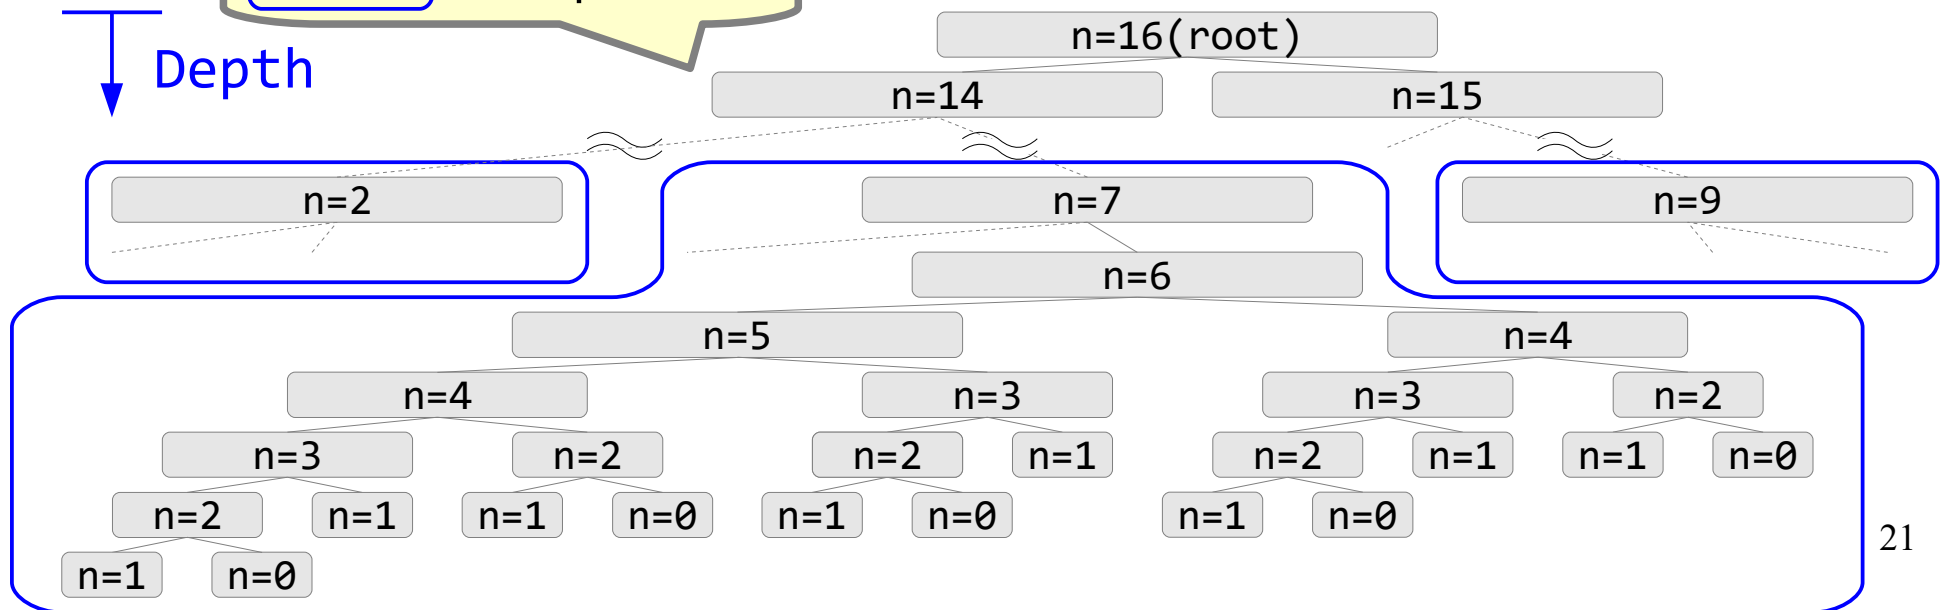 n=16(root)
Depth
n=14 n=15
n=2 n=7 n=9
n=6
n=5 n=4
n=4 n=3 n=3 n=2
n=3 n=2 n=2 n=1 n=2 n=1 n=1 n=0
n=2 n=1 n=1 n=0 n=1 n=0 n=1 n=0
21
n=1 n=0